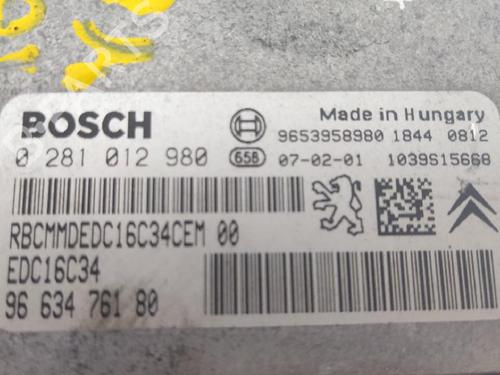 BOSCH
Made in Hungary
9653958980 1844 0812
0 281 012 980
658
07-02-01 1039S15668
RBCMMDEDC16C34CEM 00
EDC16C34
96 634 761 80